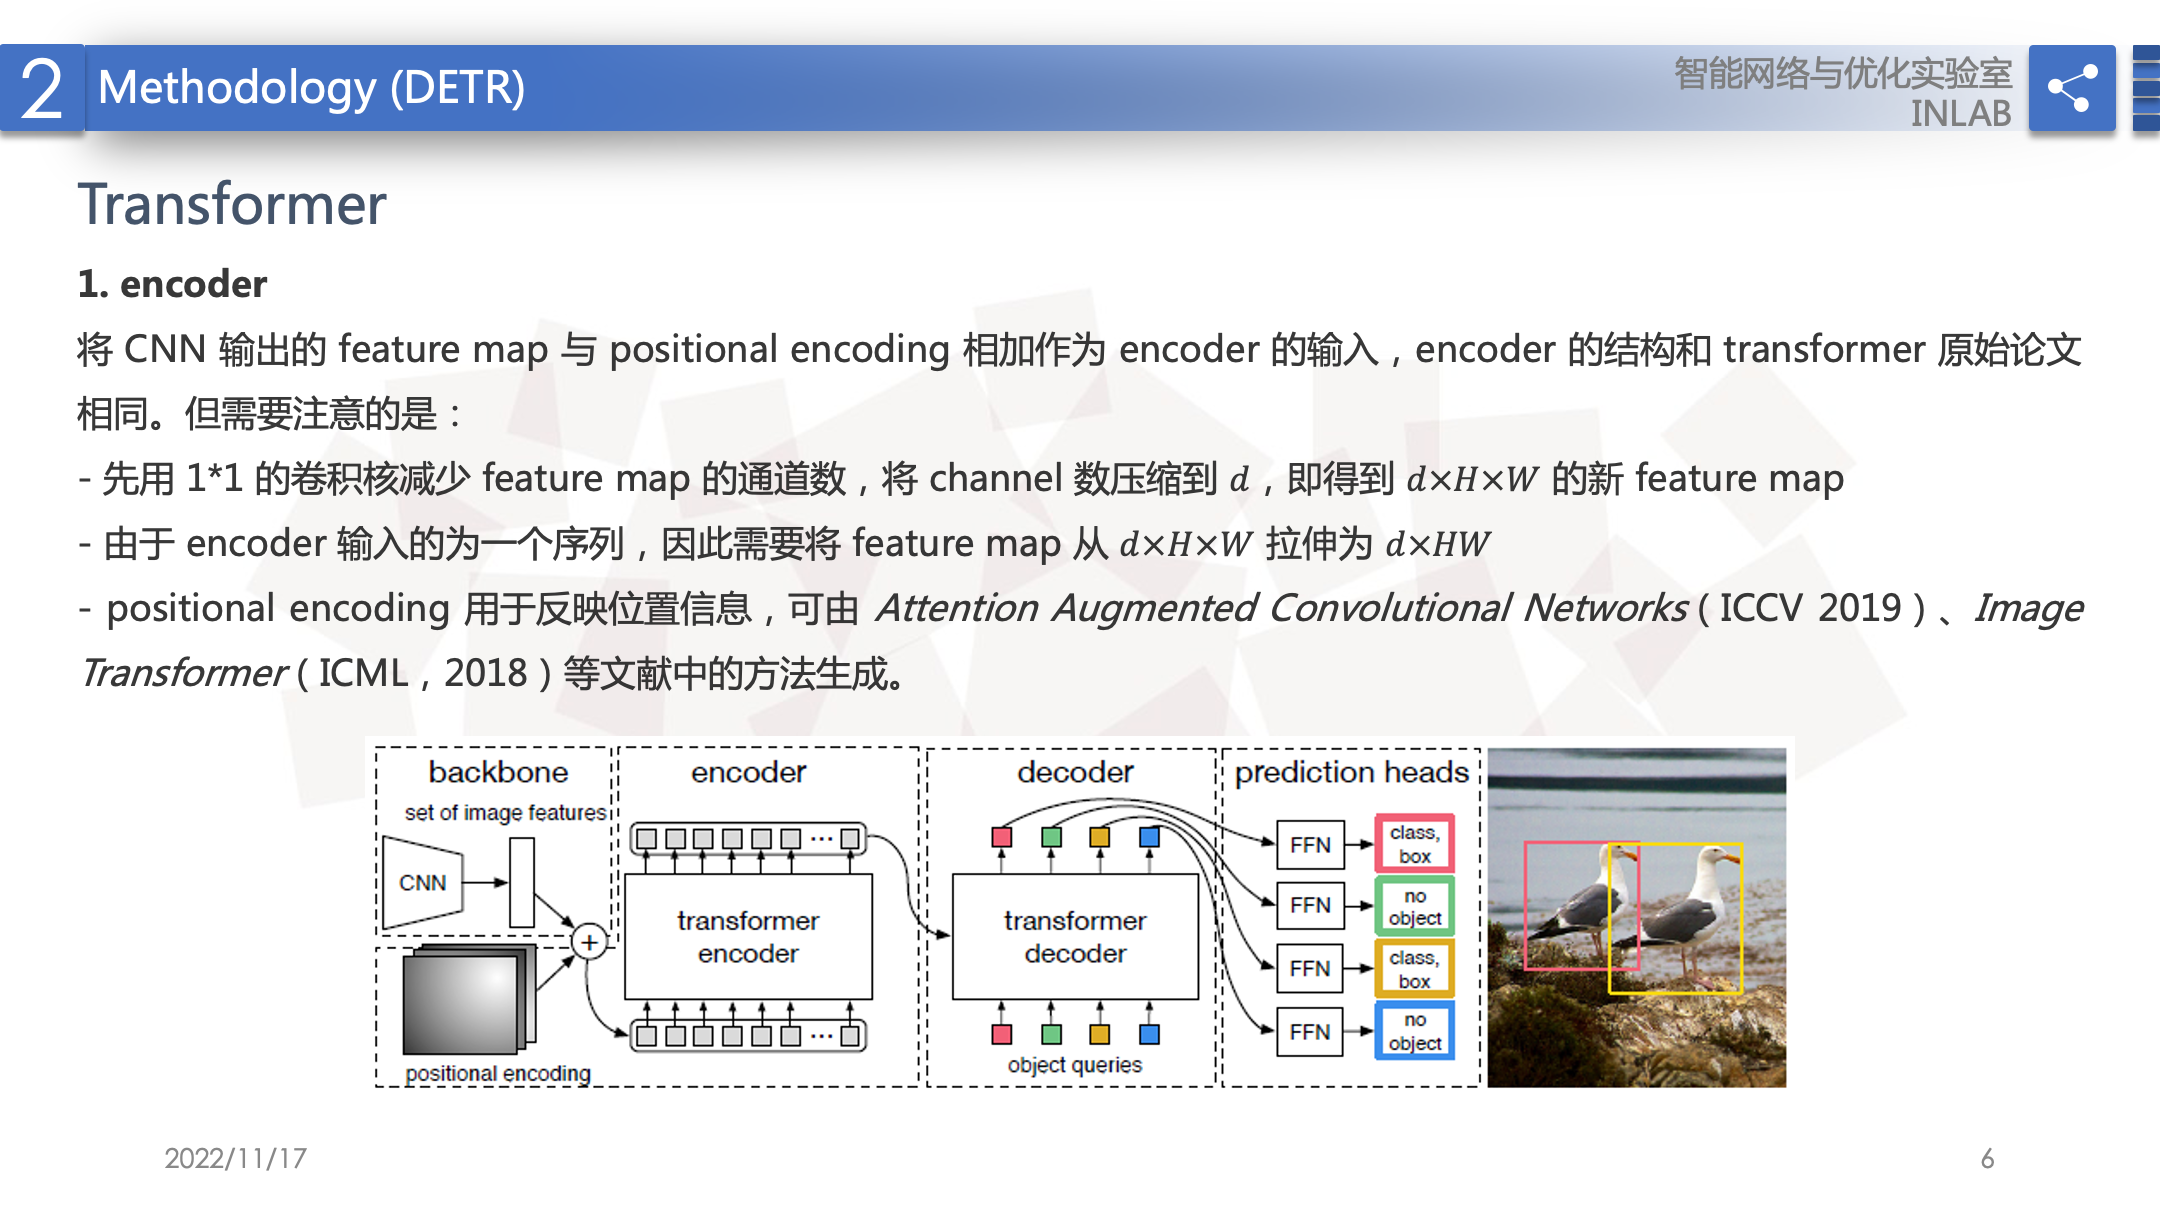 2
Methodology (DETR)
智能网络与优化实验室
INLAB
Transformer
1. encoder
将 CNN 输出的 feature map 与 positional encoding 相加作为 encoder 的输入，encoder 的结构和 transformer 原始论文
相同。但需要注意的是：
- 先用 1*1 的卷积核减少 feature map 的通道数，将 channel 数压缩到 d，即得到 d×H×W 的新 feature map
- 由于 encoder 输入的为一个序列，因此需要将 feature map 从 d×H×W 拉伸为 d×HW
- positional encoding 用于反映位置信息，可由 Attention Augmented Convolutional Networks（ICCV 2019）、Image
Transformer（ICML，2018）等文献中的方法生成。
backbone
set of image features
CNN
+
positional encoding
encoder
...
transformer
encoder
...
decoder
transformer
decoder
object queries
prediction heads
FFN
class,
box
FFN
no
object
FFN
class,
box
FFN
no
object
2022/11/17
6